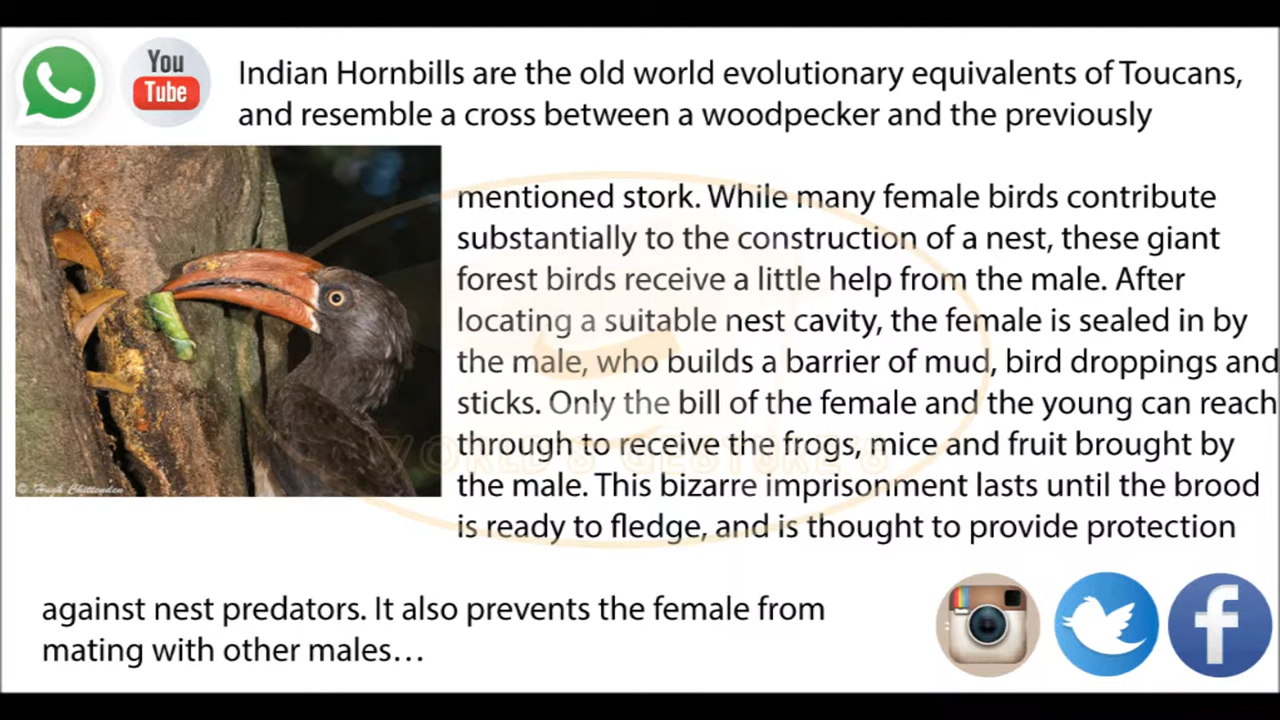 You
Tube
Indian Hornbills are the old world evolutionary equivalents of Toucans,
and resemble a cross between a woodpecker and the previously
mentioned stork. While many female birds contribute
substantially to the construction of a nest, these giant
forest birds receive a little help from the male. After
locating a suitable nest cavity, the female is sealed in by
the male, who builds a barrier of mud, bird droppings and
sticks. Only the bill of the female and the young can reach
through to receive the frogs, mice and fruit brought by
the male. This bizarre imprisonment lasts until the brood
is ready to fledge, and is thought to provide protection
WORLD'S GESTURE'S
© Hugh Chittenden
against nest predators. It also prevents the female from
mating with other males…